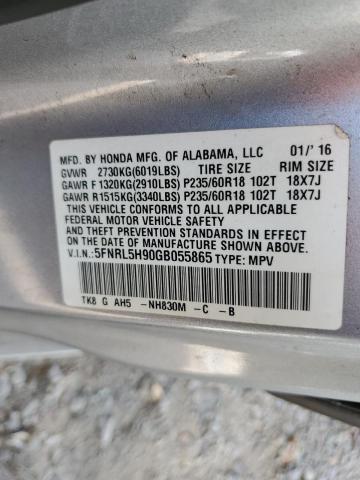 MFD. BY HONDA MFG. OF ALABAMA, LLC 01/'16
GVWR 2730KG(6019LBS) TIRE SIZE RIM SIZE
GAWR F 1320KG(2910LBS) P235/60R18 102T 18X7J
GAWR R1515KG(3340LBS) P235/60R18 102T 18X7J
THIS VEHICLE CONFORMS TO ALL APPLICABLE
FEDERAL MOTOR VEHICLE SAFETY
AND THEFT PREVENTION STANDARDS IN EFFECT
ON THE DATE OF MANUFACTURE SHOWN ABOVE.
V.I.N.:5FNRL5H90GB055865 TYPE: MPV
TK8 G AH5 -NH830M -C -B